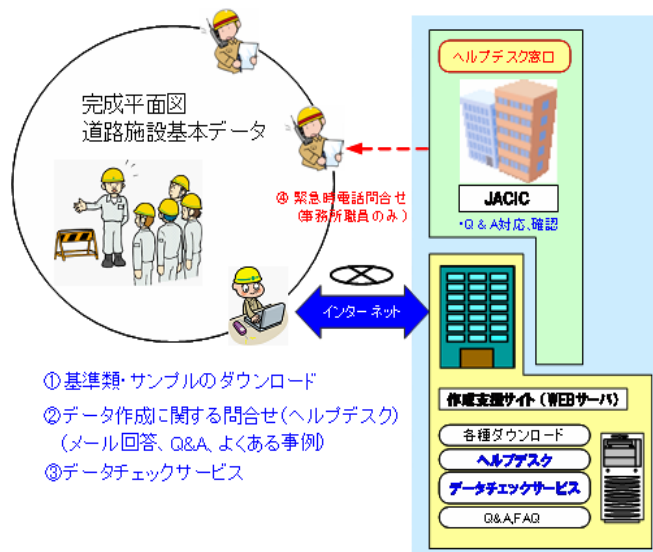 完成平面図
道路施設基本データ
ヘルプデスク窓口
JACIC
・Q & A対応、確認
④ 緊急時電話問合せ
(事務所職員のみ)
インターネット
①基準類・サンプルのダウンロード
②データ作成に関する問合せ(ヘルプデスク)
(メール回答、Q&A、よくある事例)
③データチェックサービス
作成支援サイト(WEBサーバ)
各種ダウンロード
ヘルプデスク
データチェックサービス
Q&A,FAQ